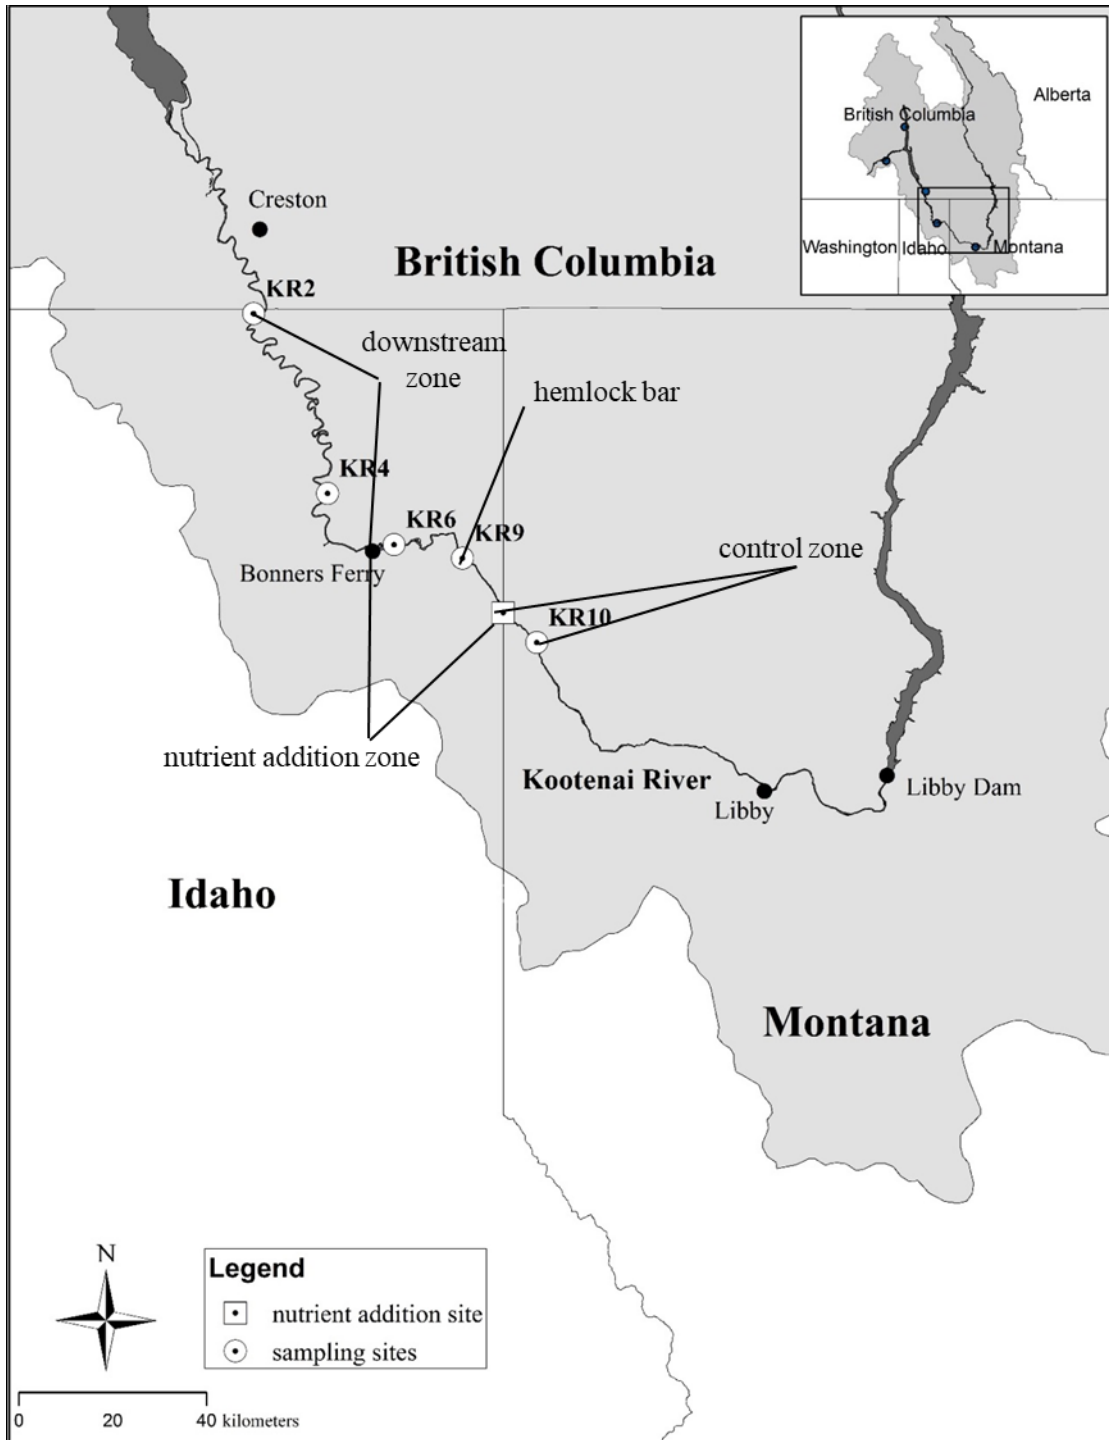 Alberta
British Columbia
Washington
Idaho
Montana
Creston
British Columbia
KR2
downstream
zone
hemlock bar
KR4
KR6
KR9
control zone
Bonners Ferry
KR10
nutrient addition zone
Kootenai River
Libby Dam
Libby
Idaho
Montana
N
Legend
nutrient addition site
sampling sites
0 20 40 kilometers